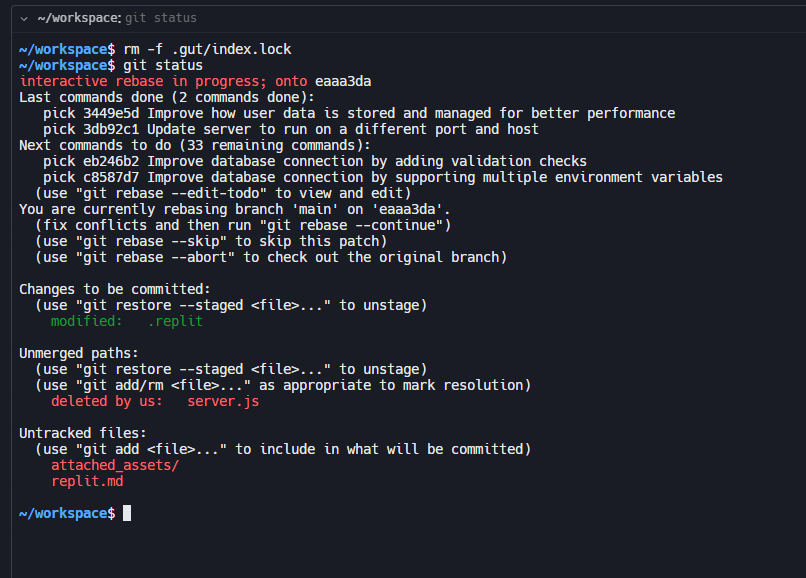 ~/workspace: git status
~/workspace$ rm -f .gut/index.lock
~/workspace$ git status
interactive rebase in progress; onto eaaa3da
Last commands done (2 commands done):
   pick 3449e5d Improve how user data is stored and managed for better performance
   pick 3db92c1 Update server to run on a different port and host
Next commands to do (33 remaining commands):
   pick eb246b2 Improve database connection by adding validation checks
   pick c8587d7 Improve database connection by supporting multiple environment variables
  (use "git rebase --edit-todo" to view and edit)
You are currently rebasing branch 'main' on 'eaaa3da'.
  (fix conflicts and then run "git rebase --continue")
  (use "git rebase --skip" to skip this patch)
  (use "git rebase --abort" to check out the original branch)

Changes to be committed:
  (use "git restore --staged <file>..." to unstage)
    modified:   .replit

Unmerged paths:
  (use "git restore --staged <file>..." to unstage)
  (use "git add/rm <file>..." as appropriate to mark resolution)
    deleted by us:   server.js

Untracked files:
  (use "git add <file>..." to include in what will be committed)
    attached_assets/
    replit.md

~/workspace$